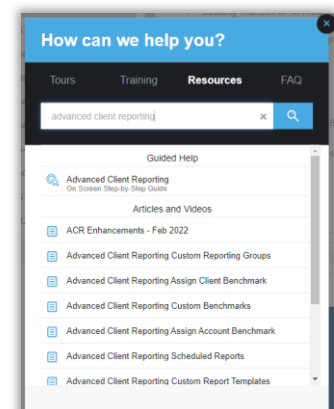 How can we help you?
Tours Training Resources FAQ
advanced client reporting
Guided Help
Advanced Client Reporting
On Screen Step-by-Step Guide
Articles and Videos
ACR Enhancements - Feb 2022
Advanced Client Reporting Custom Reporting Groups
Advanced Client Reporting Assign Client Benchmark
Advanced Client Reporting Custom Benchmarks
Advanced Client Reporting Assign Account Benchmark
Advanced Client Reporting Scheduled Reports
Advanced Client Reporting Custom Report Templates